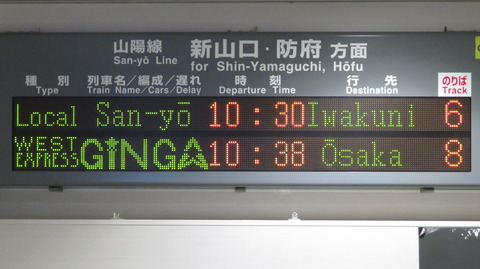 山陽線 新山口・防府 方面
San-yō Line for Shin-Yamaguchi, Hōfu
種別 列車名／編成／遅れ 時刻 行先 のりば
Type Train Name/Cars/Delay Departure Time Destination Track
Local San-yō 10:30 Iwakuni 6
WEST EXPRESS GINGA 10:38 Ōsaka 8